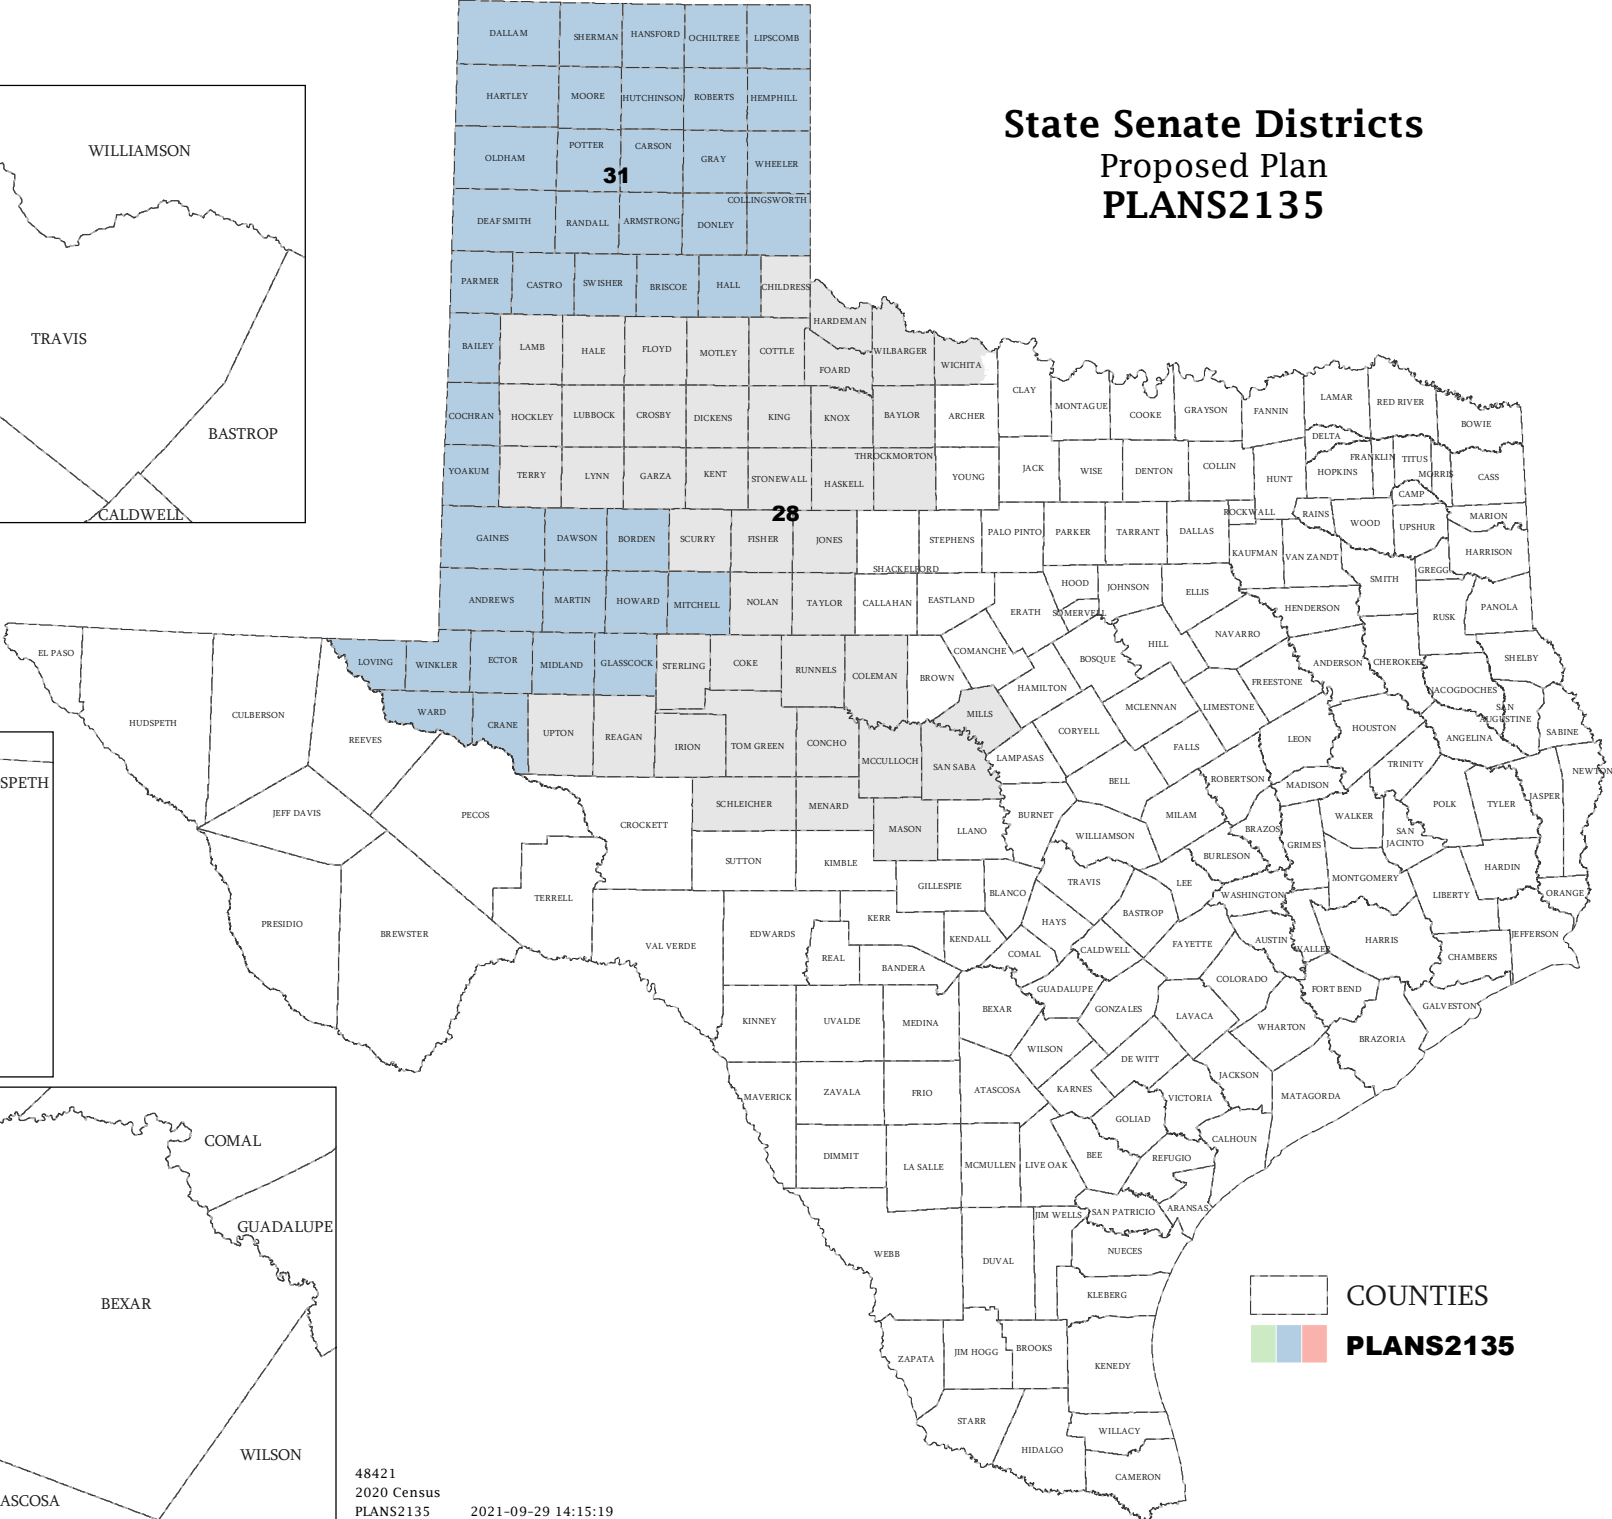 State Senate Districts
Proposed Plan
PLANS2135
WILLIAMSON
TRAVIS
BASTROP
CALDWELL
SPETH
COMAL
GUADALUPE
BEXAR
WILSON
ASCOSA
DALLAM SHERMAN HANSFORD OCHILTREE LIPSCOMB
HARTLEY MOORE HUTCHINSON ROBERTS HEMPHILL
OLDHAM POTTER CARSON GRAY WHEELER
31
COLLINGSWORTH
DEAF SMITH RANDALL ARMSTRONG DONLEY
PARMER CASTRO SWISHER BRISCOE HALL CHILDRESS
HARDEMAN
BAILEY LAMB HALE FLOYD MOTLEY COTTLE FOARD WILBARGER WICHITA
CLAY MONTAGUE COOKE GRAYSON FANNIN LAMAR RED RIVER BOWIE
COCHRAN HOCKLEY LUBBOCK CROSBY DICKENS KING KNOX BAYLOR ARCHER
DELTA
THROCKMORTON FRANKLIN TITUS MORRIS CASS
YOAKUM TERRY LYNN GARZA KENT STONEWALL HASKELL YOUNG JACK WISE DENTON COLLIN HUNT HOPKINS
CAMP
28
ROCKWALL RAINS WOOD UPSHUR MARION
GAINES DAWSON BORDEN SCURRY FISHER JONES STEPHENS PALO PINTO PARKER TARRANT DALLAS KAUFMAN VAN ZANDT HARRISON
SHACKELFORD GREGG SMITH
ANDREWS MARTIN HOWARD MITCHELL NOLAN TAYLOR CALLAHAN EASTLAND HOOD JOHNSON ELLIS HENDERSON PANOLA
ERATH SOMERVELL RUSK
EL PASO LOVING WINKLER ECTOR MIDLAND GLASSCOCK STERLING COKE RUNNELS COLEMAN BROWN COMANCHE BOSQUE HILL NAVARRO ANDERSON CHEROKEE SHELBY
HAMILTON FREESTONE NACOGDOCHES
HUDSPETH CULBERSON REEVES WARD CRANE UPTON REAGAN IRION TOM GREEN CONCHO MILLS MCLENNAN LIMESTONE SAN AUGUSTINE
MCCULLOCH SAN SABA LAMPASAS CORYELL FALLS LEON HOUSTON ANGELINA SABINE
BELL ROBERTSON MADISON TRINITY NEWTON
JEFF DAVIS PECOS CROCKETT SCHLEICHER MENARD MASON LLANO BURNET WILLIAMSON MILAM BRAZOS GRIMES WALKER SAN JACINTO POLK TYLER JASPER
SUTTON KIMBLE BURLESON HARDIN
TERRELL GILLESPIE BLANCO TRAVIS LEE WASHINGTON MONTGOMERY LIBERTY ORANGE
PRESIDIO BREWSTER VAL VERDE EDWARDS KERR KENDALL HAYS BASTROP FAYETTE AUSTIN WALLER HARRIS JEFFERSON
REAL BANDERA COMAL CALDWELL CHAMBERS
GUADALUPE COLORADO FORT BEND GALVESTON
KINNEY UVALDE MEDINA BEXAR GONZALES LAVACA WHARTON BRAZORIA
WILSON DE WITT JACKSON
MAVERICK ZAVALA FRIO ATASCOSA KARNES VICTORIA MATAGORDA
GOLIAD CALHOUN
DIMMIT LA SALLE MCMULLEN LIVE OAK BEE REFUGIO
JIM WELLS SAN PATRICIO ARANSAS
WEBB DUVAL NUECES
KLEBERG
ZAPATA JIM HOGG BROOKS KENEDY
STARR HIDALGO WILLACY
CAMERON
COUNTIES
PLANS2135
48421
2020 Census
PLANS2135 2021-09-29 14:15:19